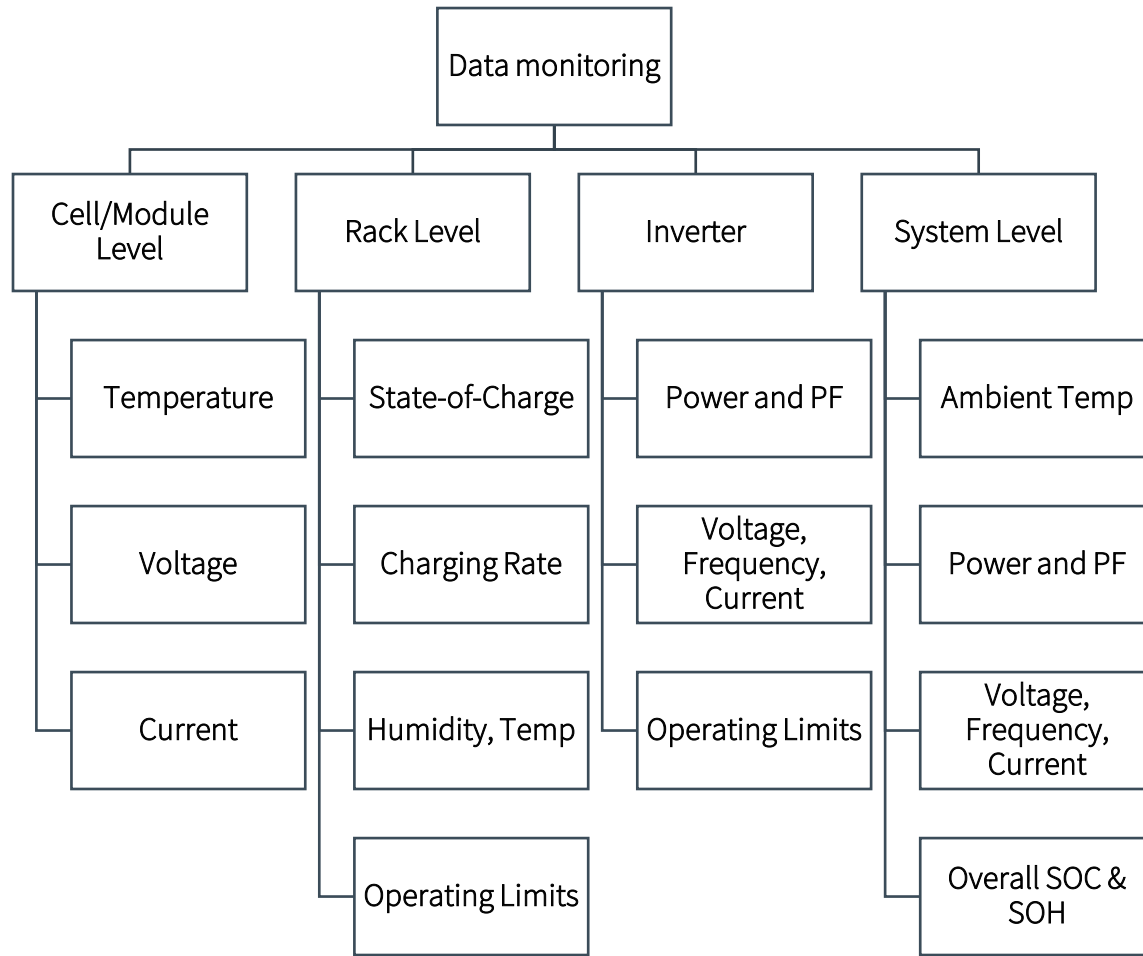 Data monitoring
Cell/Module
Level
Rack Level
Inverter
System Level
Temperature
State-of-Charge
Power and PF
Ambient Temp
Voltage
Charging Rate
Voltage,
Frequency,
Current
Power and PF
Current
Humidity, Temp
Operating Limits
Voltage,
Frequency,
Current
Operating Limits
Overall SOC &
SOH